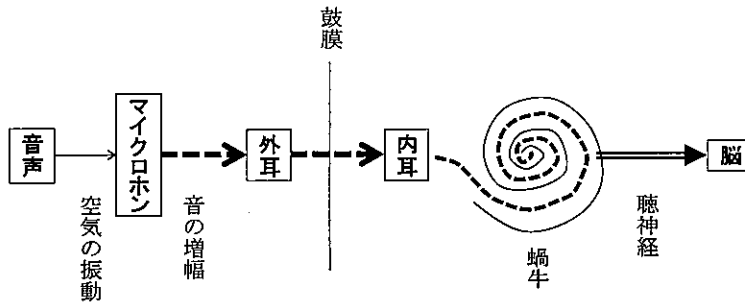 音声
空気の振動
マイクロホン
音の増幅
外耳
鼓膜
内耳
蝸牛
聴神経
脳